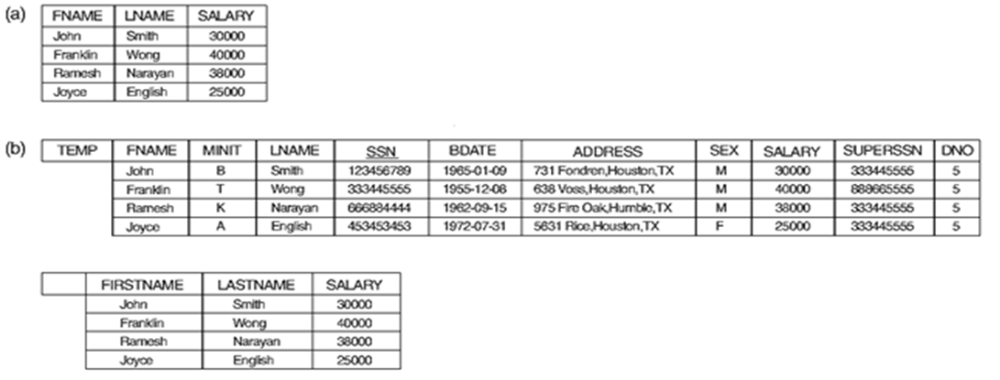 (a) FNAME LNAME SALARY
John Smith 30000
Franklin Wong 40000
Ramesh Narayan 38000
Joyce English 25000
(b) TEMP FNAME MINIT LNAME SSN BDATE ADDRESS SEX SALARY SUPERSSN DNO
John B Smith 123456789 1965-01-09 731 Fondren,Houston,TX M 30000 333445555 5
Franklin T Wong 333445555 1955-12-08 638 Voss,Houston,TX M 40000 888665555 5
Ramesh K Narayan 666884444 1962-09-15 975 Fire Oak,Humble,TX M 38000 333445555 5
Joyce A English 453453453 1972-07-31 5631 Rice,Houston,TX F 25000 333445555 5
FIRSTNAME LASTNAME SALARY
John Smith 30000
Franklin Wong 40000
Ramesh Narayan 38000
Joyce English 25000